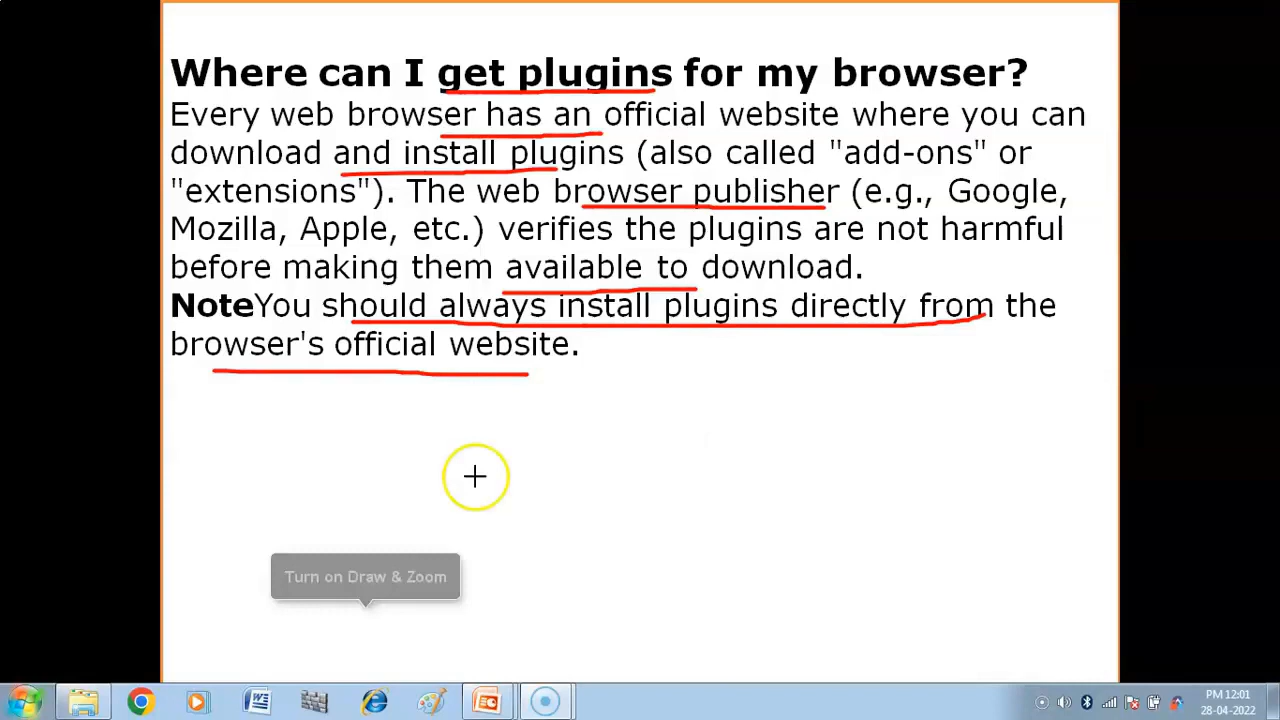 Where can I get plugins for my browser?
Every web browser has an official website where you can
download and install plugins (also called "add-ons" or
"extensions"). The web browser publisher (e.g., Google,
Mozilla, Apple, etc.) verifies the plugins are not harmful
before making them available to download.
NoteYou should always install plugins directly from the
browser's official website.
Turn on Draw & Zoom
PM 12:01
28-04-2022